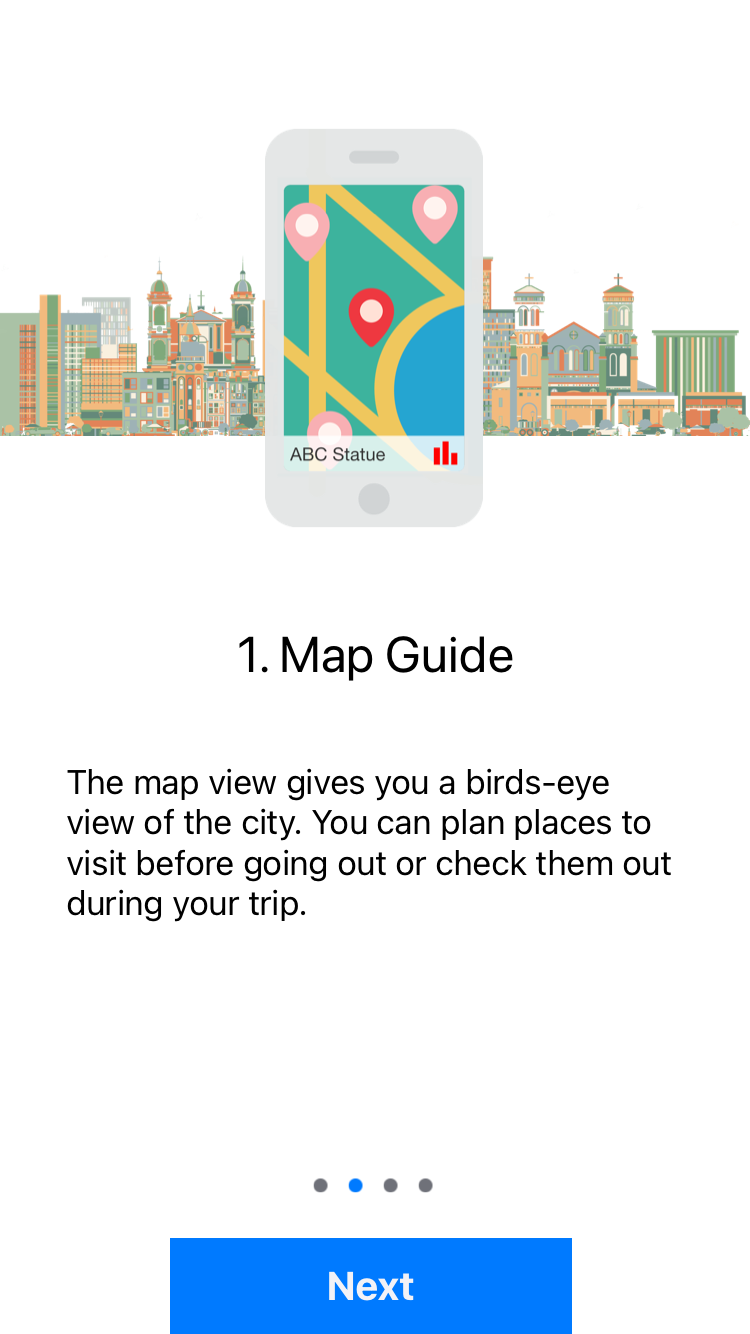 ABC Statue
1. Map Guide
The map view gives you a birds-eye
view of the city. You can plan places to
visit before going out or check them out
during your trip.
Next